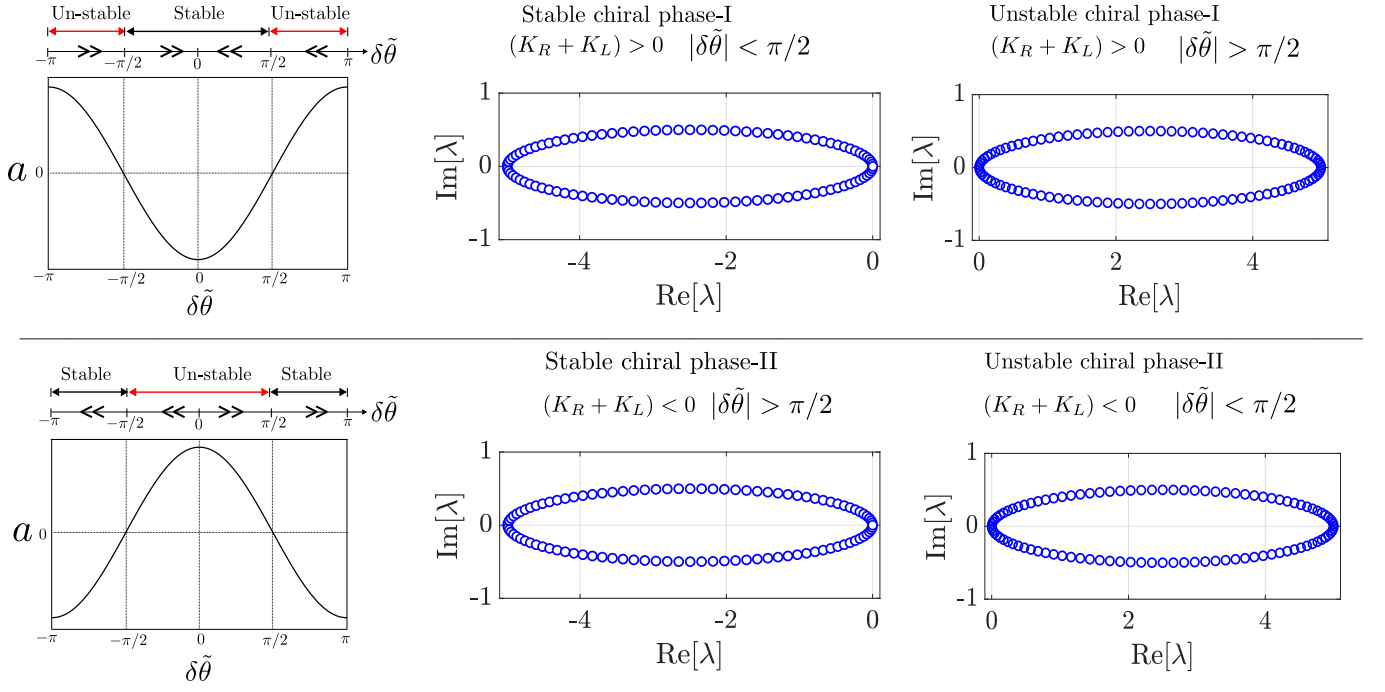 Un-stable Stable Un-stable
−π −π/2 0 π/2 π δθ̃
a 0
−π −π/2 0 π/2 π
δθ̃
Stable chiral phase-I
(K_R + K_L) > 0 |δθ̃| < π/2
1
0
-1
Im[λ]
-4 -2 0
Re[λ]
Unstable chiral phase-I
(K_R + K_L) > 0 |δθ̃| > π/2
1
0
-1
Im[λ]
0 2 4
Re[λ]
Stable Un-stable Stable
−π −π/2 0 π/2 π δθ̃
a 0
−π −π/2 0 π/2 π
δθ̃
Stable chiral phase-II
(K_R + K_L) < 0 |δθ̃| > π/2
1
0
-1
Im[λ]
-4 -2 0
Re[λ]
Unstable chiral phase-II
(K_R + K_L) < 0 |δθ̃| < π/2
1
0
-1
Im[λ]
0 2 4
Re[λ]